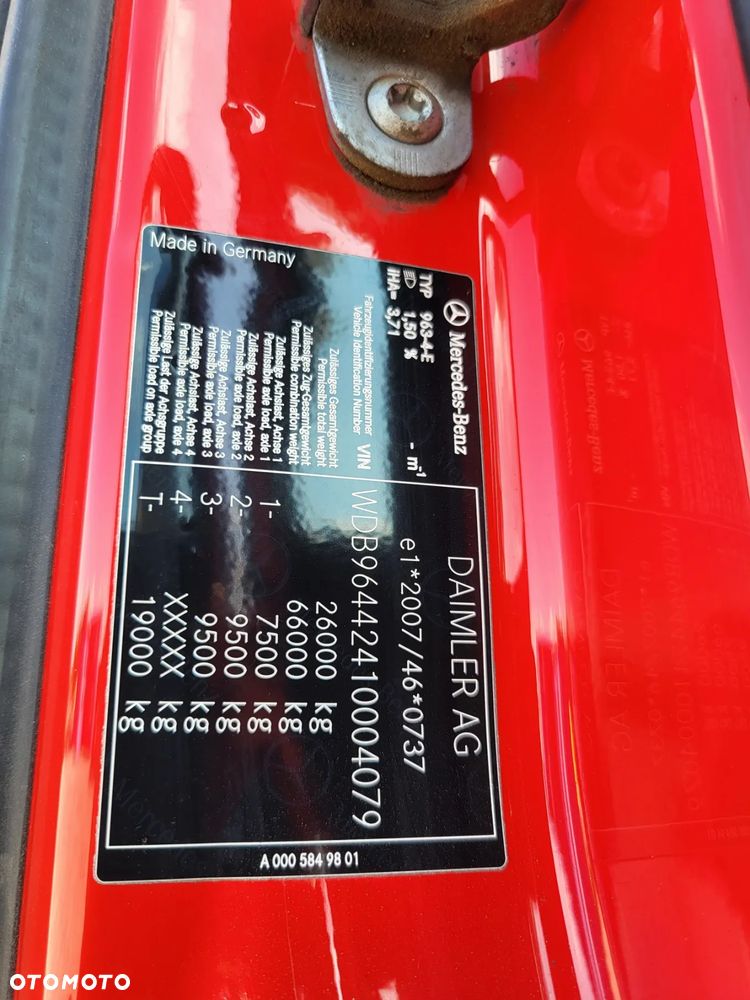 Mercedes-Benz
DAIMLER AG
TYP 963-4-E
e1*2007/46*0737
1,50 % - m⁻¹
IHA= 3,71
Fahrzeugidentifizierungsnummer
Vehicle Identification Number
VIN WDB96442410004079
Zulässiges Gesamtgewicht
Permissible total weight
26000 kg
Zulässiges Zug-Gesamtgewicht
Permissible combination weight
66000 kg
Zulässige Achslast, Achse 1
Permissible axle load, axle 1
1- 7500 kg
Zulässige Achslast, Achse 2
Permissible axle load, axle 2
2- 9500 kg
Zulässige Achslast, Achse 3
Permissible axle load, axle 3
3- 9500 kg
Zulässige Achslast, Achse 4
Permissible axle load, axle 4
4- XXXXX kg
Zulässige Last der Achsgruppe
Permissible load on axle group
T- 19000 kg
Made in Germany
A 000 584 98 01
OTOMOTO